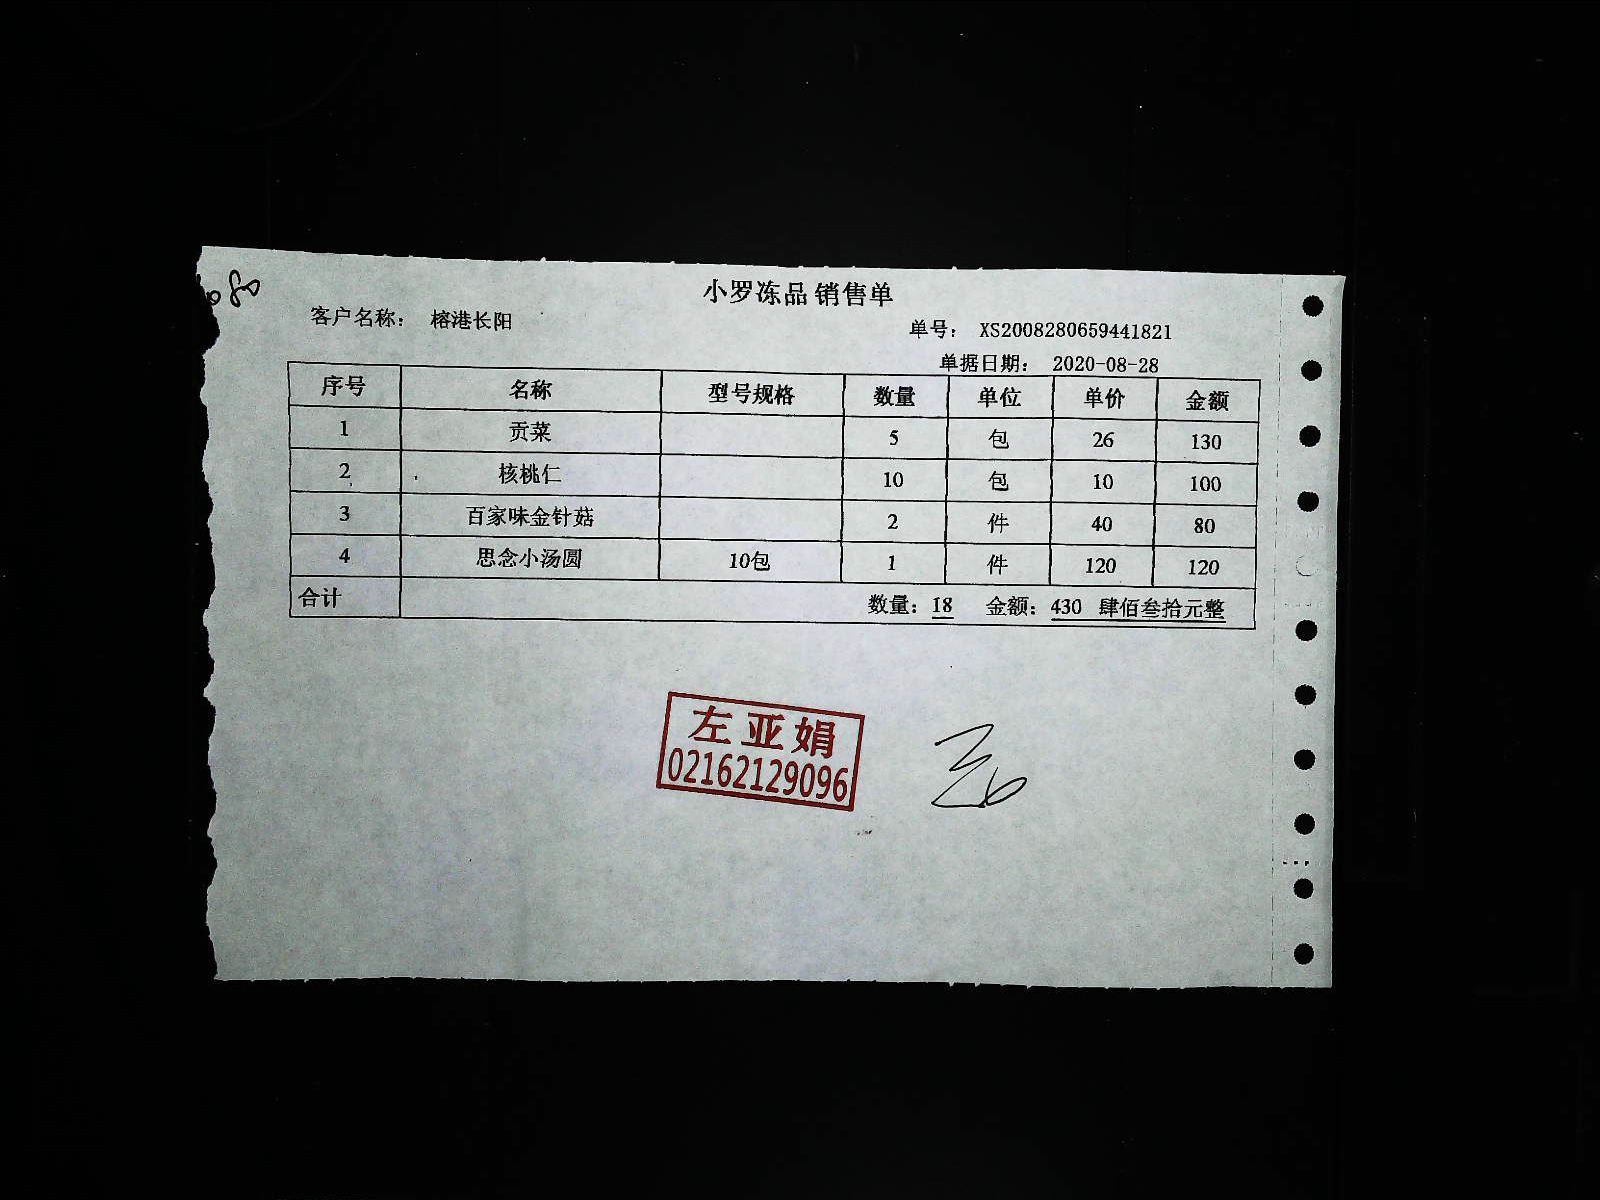 小罗冻品 销售单
客户名称： 榕港长阳
单号： XS2008280659441821
单据日期： 2020-08-28
序号 名称 型号规格 数量 单位 单价 金额
1 贡菜 5 包 26 130
2 核桃仁 10 包 10 100
3 百家味金针菇 2 件 40 80
4 思念小汤圆 10包 1 件 120 120
合计 数量：18 金额：430 肆佰叁拾元整
左亚娟
02162129096